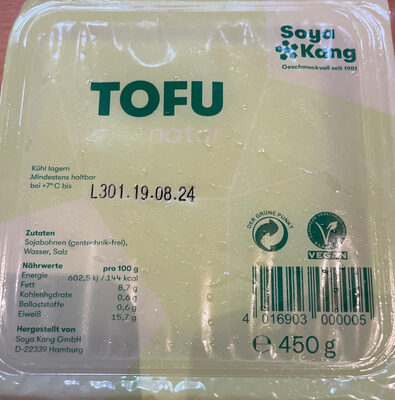 Soya
Kang
Geschmackvoll seit 1981
TOFU
natur
Kühl lagern
Mindestens haltbar
bei +7°C bis
L301.19.08.24
Zutaten
Sojabohnen (gentechnik-frei),
Wasser, Salz
Nährwerte pro 100 g
Energie 602,5 kj / 144 kcal
Fett 8,7 g
Kohlenhydrate 0,6 g
Ballaststoffe 0,6 g
Eiweiß 15,7 g
Hergestellt von
Soya Kang GmbH
D-22339 Hamburg
DER GRÜNE PUNKT
VEGAN
4 016903 000005
℮ 450 g